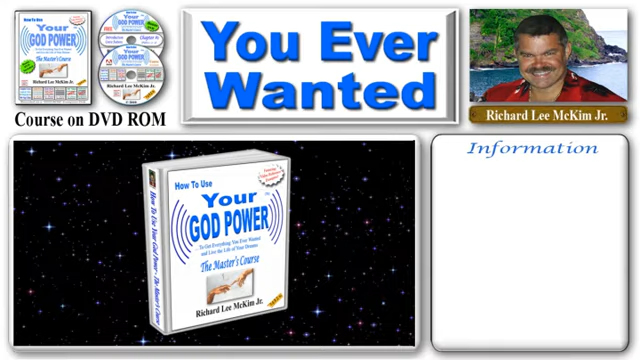 How To Use
Your
GOD POWER
The Master's Course
Richard Lee McKim Jr.
Course on DVD ROM
You Ever
Wanted
Richard Lee McKim Jr.
How To Use
Your
GOD POWER
To Get Everything You Ever Wanted
and Live the Life of Your Dreams
The Master's Course
Richard Lee McKim Jr.
How To Use Your God Power - The Master's Course
Information